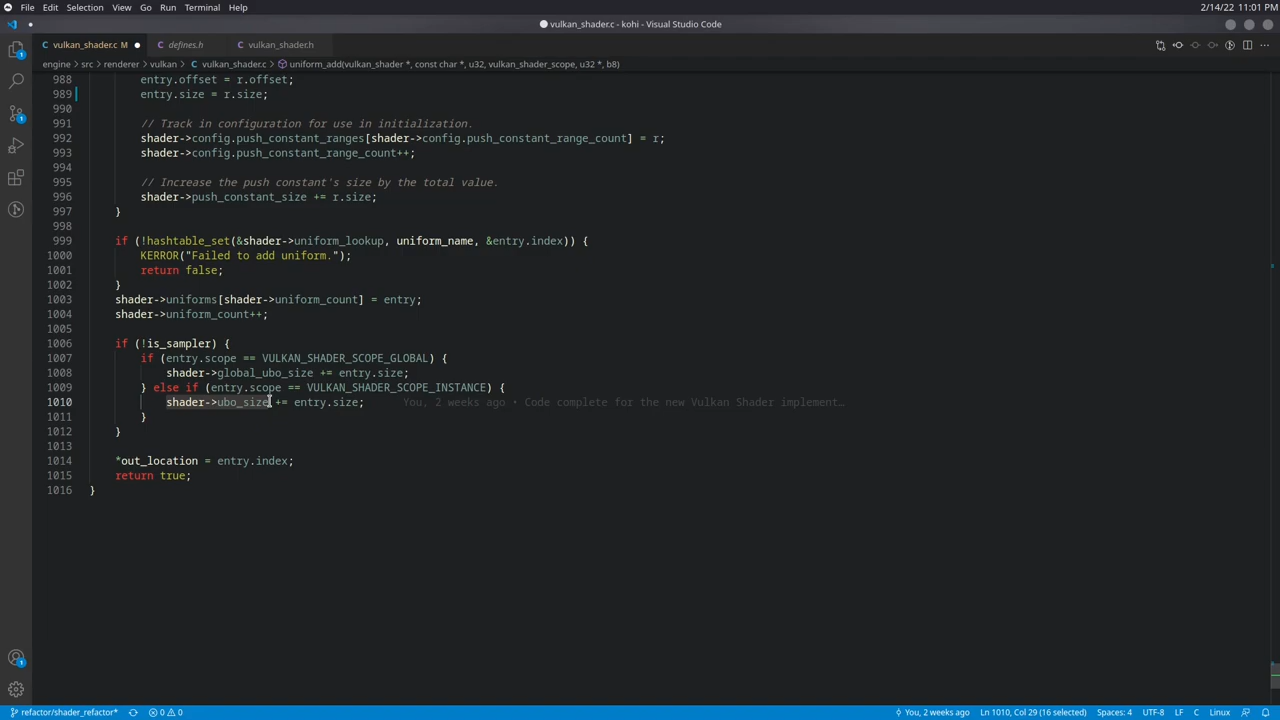 File Edit Selection View Go Run Terminal Help
2/14/22 11:01 PM
vulkan_shader.c - kohi - Visual Studio Code
C vulkan_shader.c M
C defines.h
C vulkan_shader.h
engine > src > renderer > vulkan > C vulkan_shader.c > uniform_add(vulkan_shader *, const char *, u32, vulkan_shader_scope, u32 *, b8)
988 entry.offset = r.offset;
989 entry.size = r.size;
990
991 // Track in configuration for use in initialization.
992 shader->config.push_constant_ranges[shader->config.push_constant_range_count] = r;
993 shader->config.push_constant_range_count++;
994
995 // Increase the push constant's size by the total value.
996 shader->push_constant_size += r.size;
997 }
998
999 if (!hashtable_set(&shader->uniform_lookup, uniform_name, &entry.index)) {
1000 KERROR("Failed to add uniform.");
1001 return false;
1002 }
1003 shader->uniforms[shader->uniform_count] = entry;
1004 shader->uniform_count++;
1005
1006 if (!is_sampler) {
1007 if (entry.scope == VULKAN_SHADER_SCOPE_GLOBAL) {
1008 shader->global_ubo_size += entry.size;
1009 } else if (entry.scope == VULKAN_SHADER_SCOPE_INSTANCE) {
1010 shader->ubo_size += entry.size; You, 2 weeks ago • Code complete for the new Vulkan Shader implement…
1011 }
1012 }
1013
1014 *out_location = entry.index;
1015 return true;
1016 }
refactor/shader_refactor* 0 0 You, 2 weeks ago Ln 1010, Col 29 (16 selected) Spaces: 4 UTF-8 LF C Linux